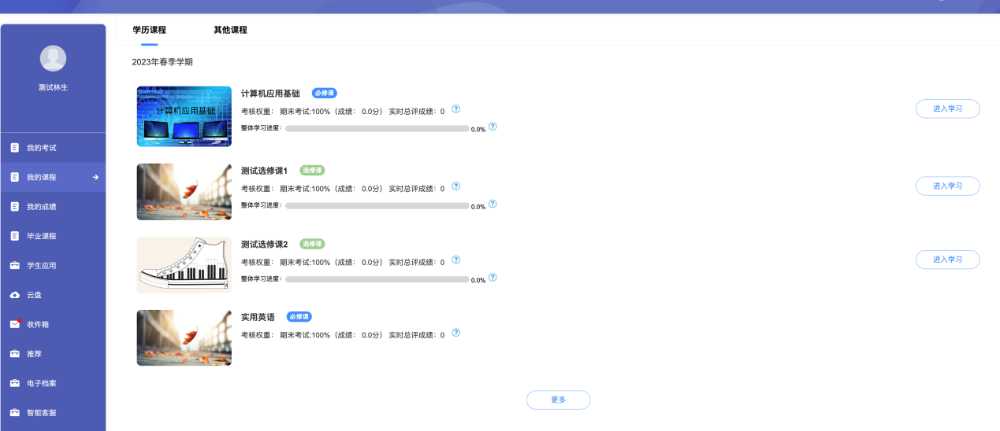 学历课程 其他课程
测试林生
我的考试
我的课程
我的成绩
毕业课程
学生应用
云盘
收件箱
推荐
电子档案
智能客服
2023年春季学期
计算机应用基础
计算机应用基础 必修课
考核权重: 期末考试:100%（成绩: 0.0分） 实时总评成绩: 0 ?
整体学习进度: 0.0% ?
进入学习
测试选修课1 选修课
考核权重: 期末考试:100%（成绩: 0.0分） 实时总评成绩: 0 ?
整体学习进度: 0.0% ?
进入学习
测试选修课2 选修课
考核权重: 期末考试:100%（成绩: 0.0分） 实时总评成绩: 0 ?
整体学习进度: 0.0% ?
进入学习
实用英语 必修课
考核权重: 期末考试:100%（成绩: 0.0分） 实时总评成绩: 0 ?
更多